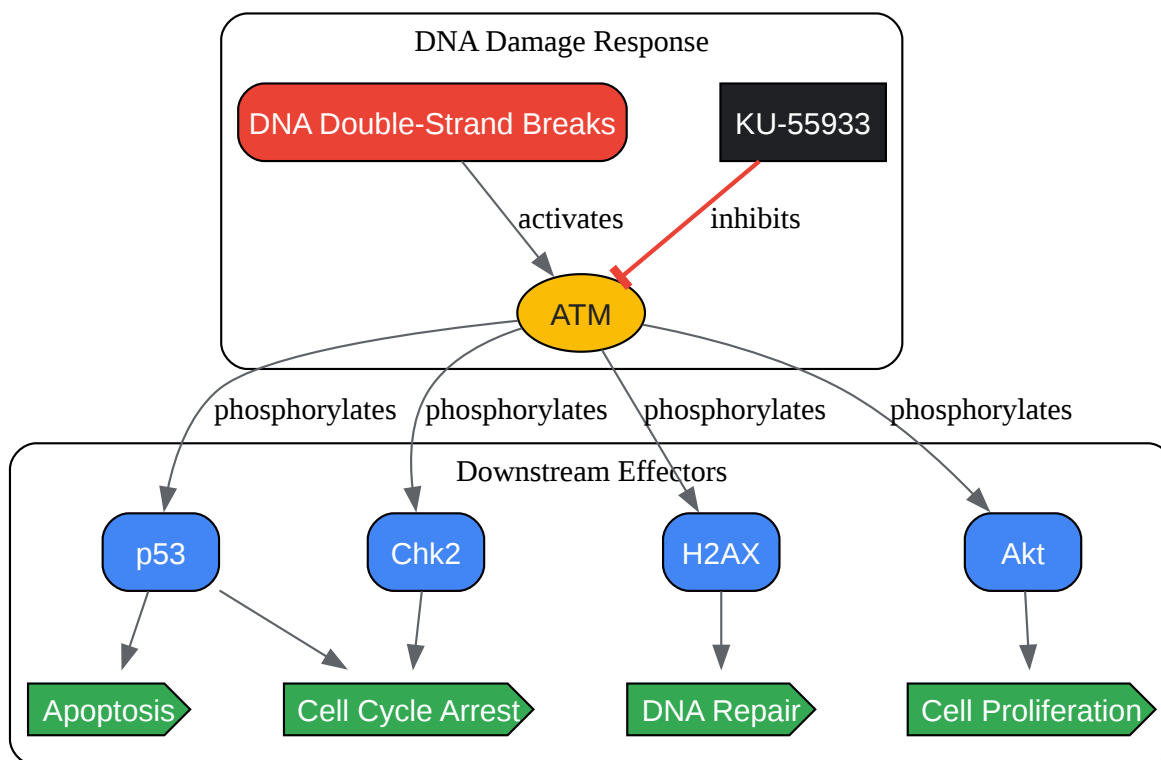 DNA Damage Response
DNA Double-Strand Breaks
KU-55933
activates
inhibits
ATM
phosphorylates
phosphorylates
phosphorylates
phosphorylates
Downstream Effectors
p53
Chk2
H2AX
Akt
Apoptosis
Cell Cycle Arrest
DNA Repair
Cell Proliferation